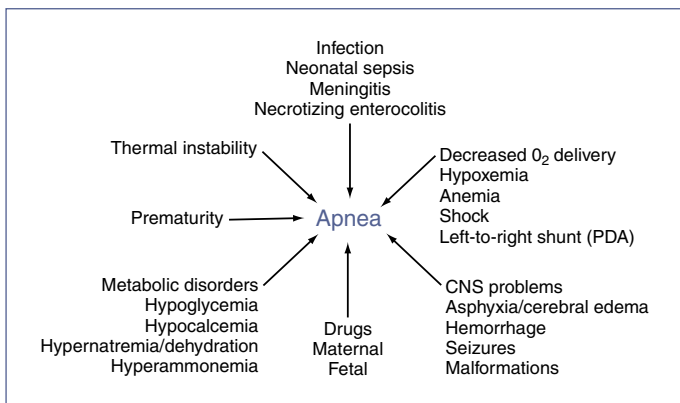 Infection
Neonatal sepsis
Meningitis
Necrotizing enterocolitis
Thermal instability
Decreased 0₂ delivery
Hypoxemia
Anemia
Shock
Left-to-right shunt (PDA)
Prematurity
Apnea
Metabolic disorders
Hypoglycemia
Hypocalcemia
Hypernatremia/dehydration
Hyperammonemia
Drugs
Maternal
Fetal
CNS problems
Asphyxia/cerebral edema
Hemorrhage
Seizures
Malformations